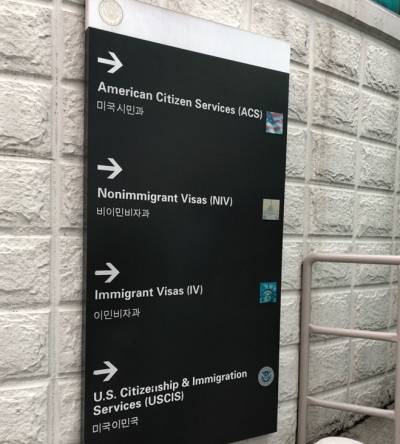 American Citizen Services (ACS)
미국시민과
Nonimmigrant Visas (NIV)
비이민비자과
Immigrant Visas (IV)
이민비자과
U.S. Citizenship & Immigration
Services (USCIS)
미국이민국